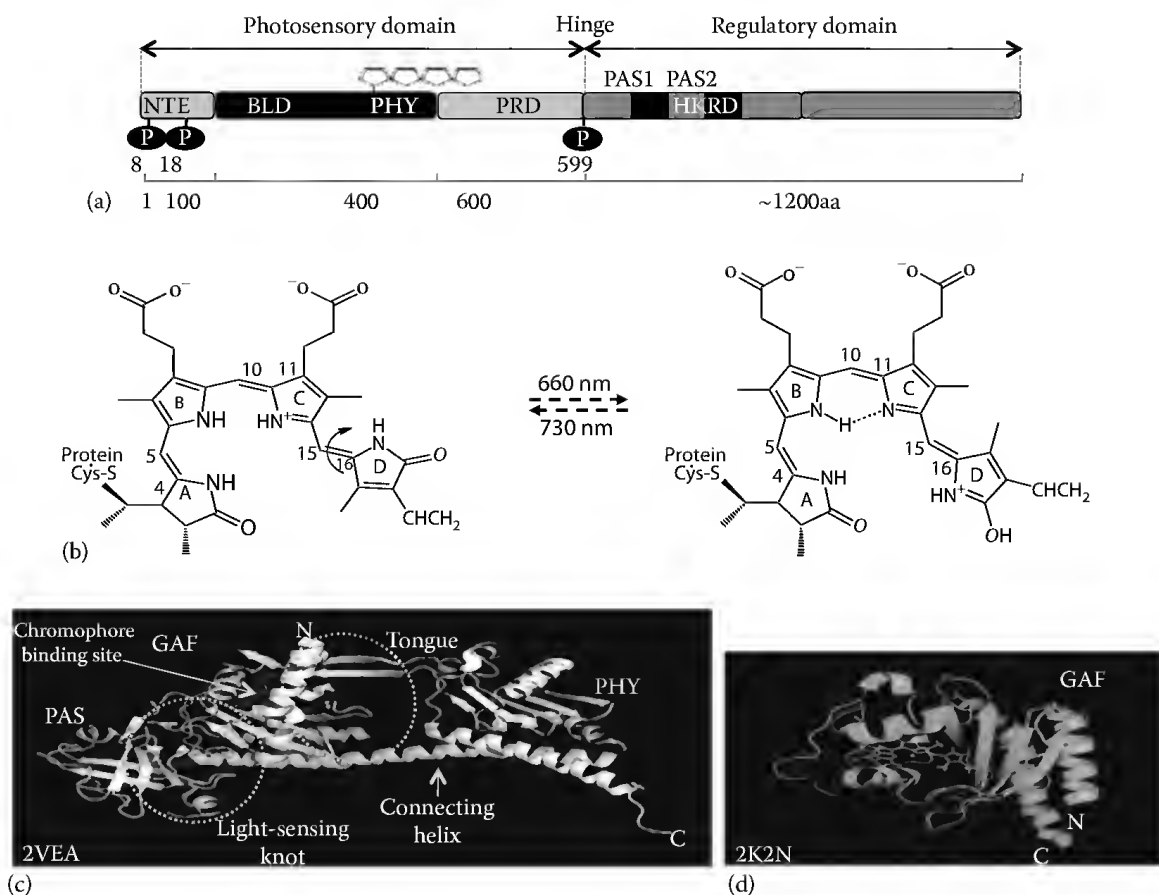 Photosensory domain Hinge Regulatory domain
PAS1 PAS2
NTE BLD PHY PRD HKRD
P P P
8 18 599
(a) 1 100 400 600 ~1200aa
O O⁻ ⁻O O O O⁻ ⁻O O
10 11 10 11
B C B C
NH HN⁺ N H N
660 nm
730 nm
H
N
5 15 16 D O 5 15 16 D
Protein
Cys-S
Protein
Cys-S
4 A NH 4 A NH HN⁺
O CHCH₂ O OH CHCH₂
(b)
Chromophore
binding site
GAF N Tongue
PAS PHY
Light-sensing
knot
Connecting
helix
C
2VEA
(c)
GAF
N
C
2K2N
(d)